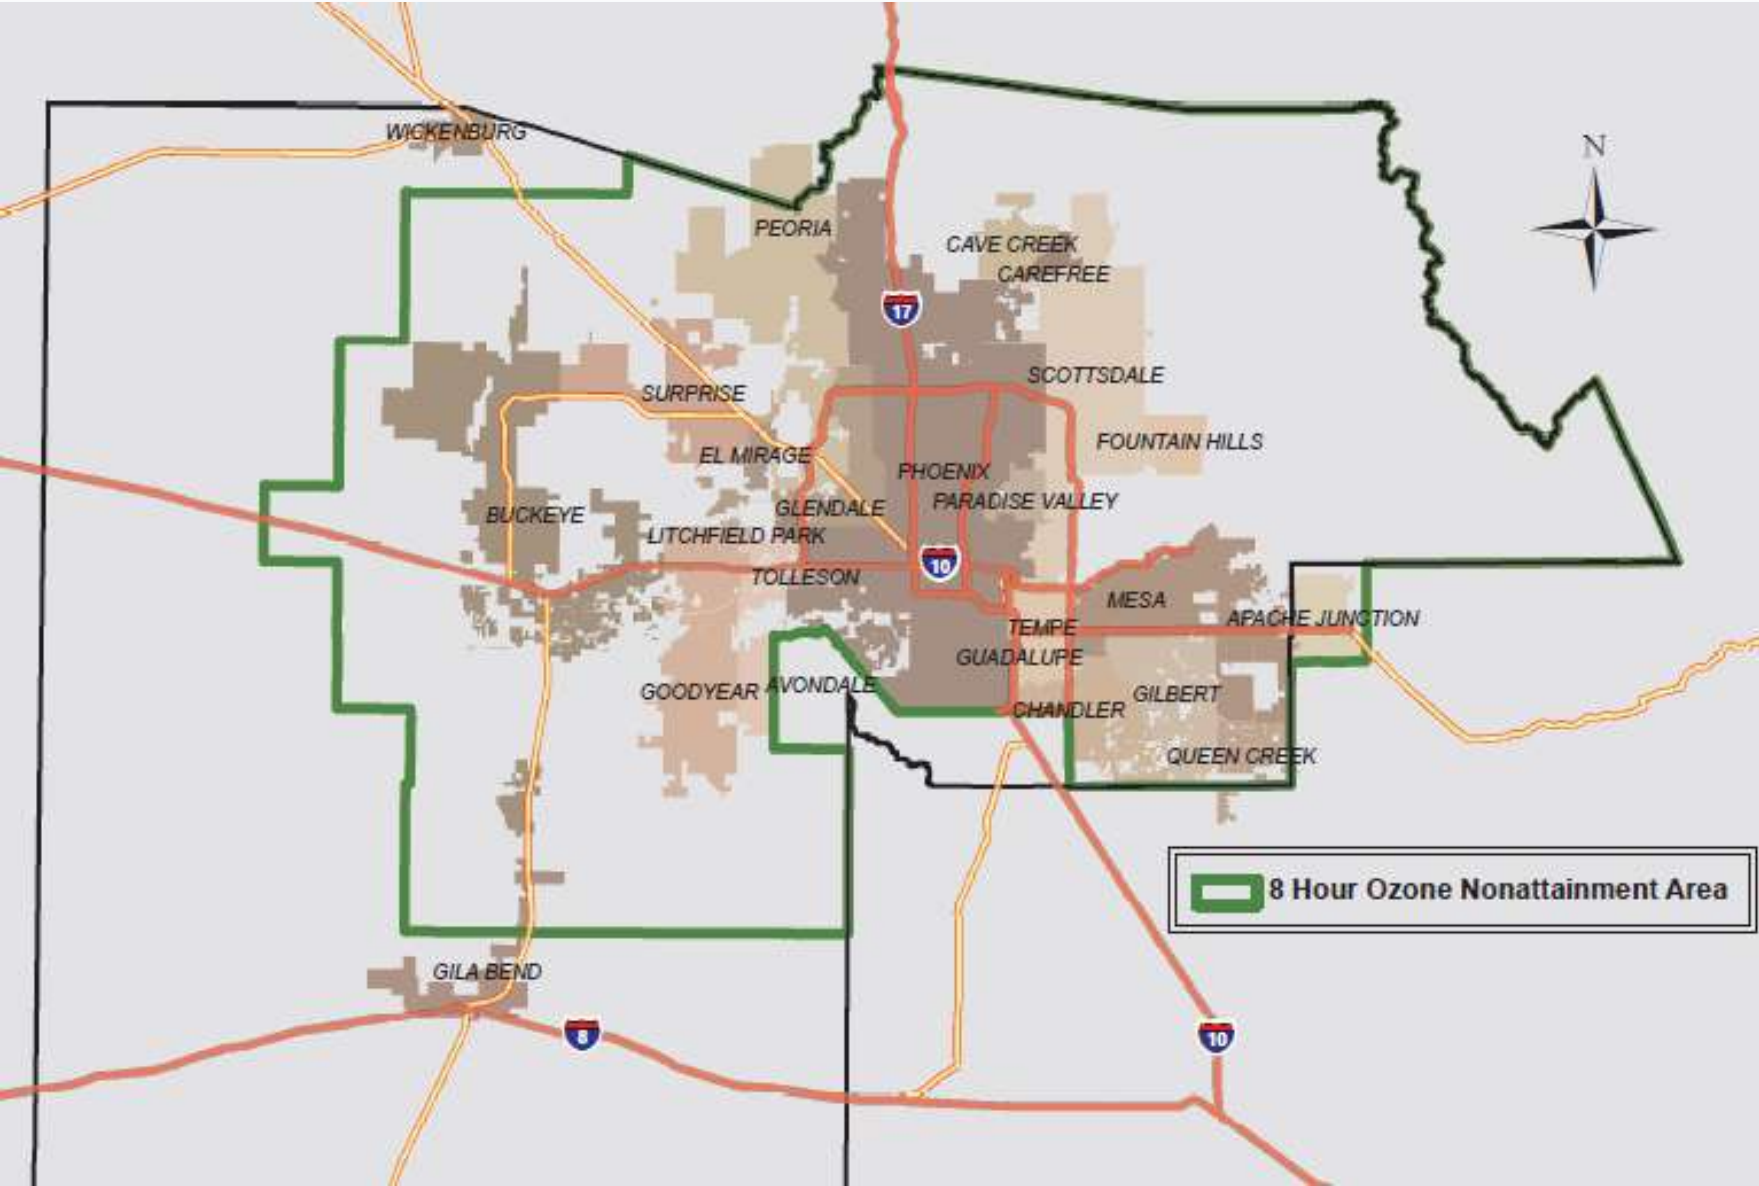 WICKENBURG
N
PEORIA
CAVE CREEK
CAREFREE
17
SCOTTSDALE
SURPRISE
FOUNTAIN HILLS
EL MIRAGE
PHOENIX
PARADISE VALLEY
GLENDALE
BUCKEYE
LITCHFIELD PARK
10
TOLLESON
MESA
APACHE JUNCTION
TEMPE
GUADALUPE
AVONDALE
GOODYEAR
GILBERT
CHANDLER
QUEEN CREEK
8 Hour Ozone Nonattainment Area
GILA BEND
8
10